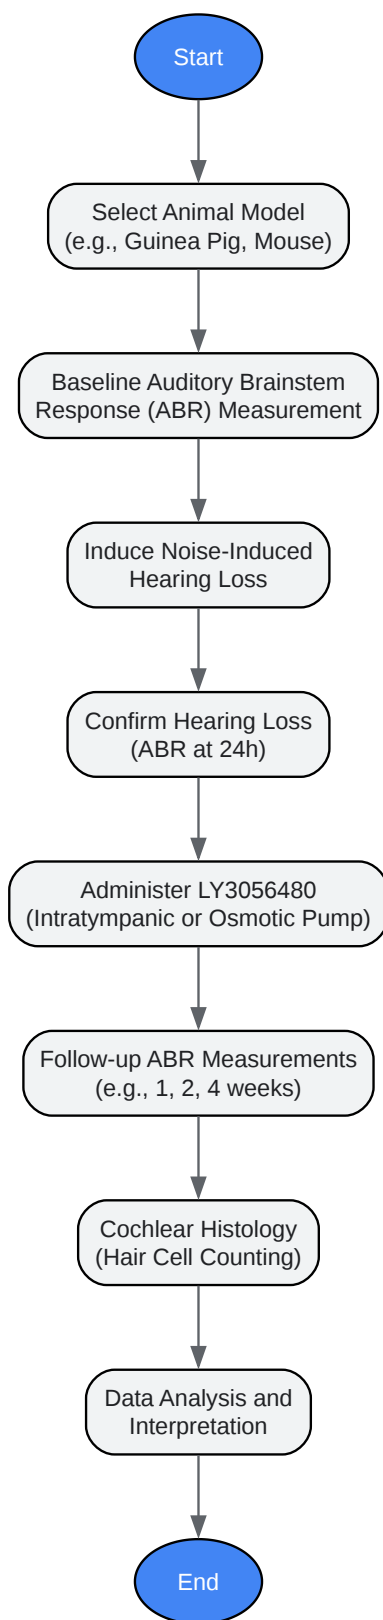 Start
Select Animal Model
(e.g., Guinea Pig, Mouse)
Baseline Auditory Brainstem
Response (ABR) Measurement
Induce Noise-Induced
Hearing Loss
Confirm Hearing Loss
(ABR at 24h)
Administer LY3056480
(Intratympanic or Osmotic Pump)
Follow-up ABR Measurements
(e.g., 1, 2, 4 weeks)
Cochlear Histology
(Hair Cell Counting)
Data Analysis and
Interpretation
End